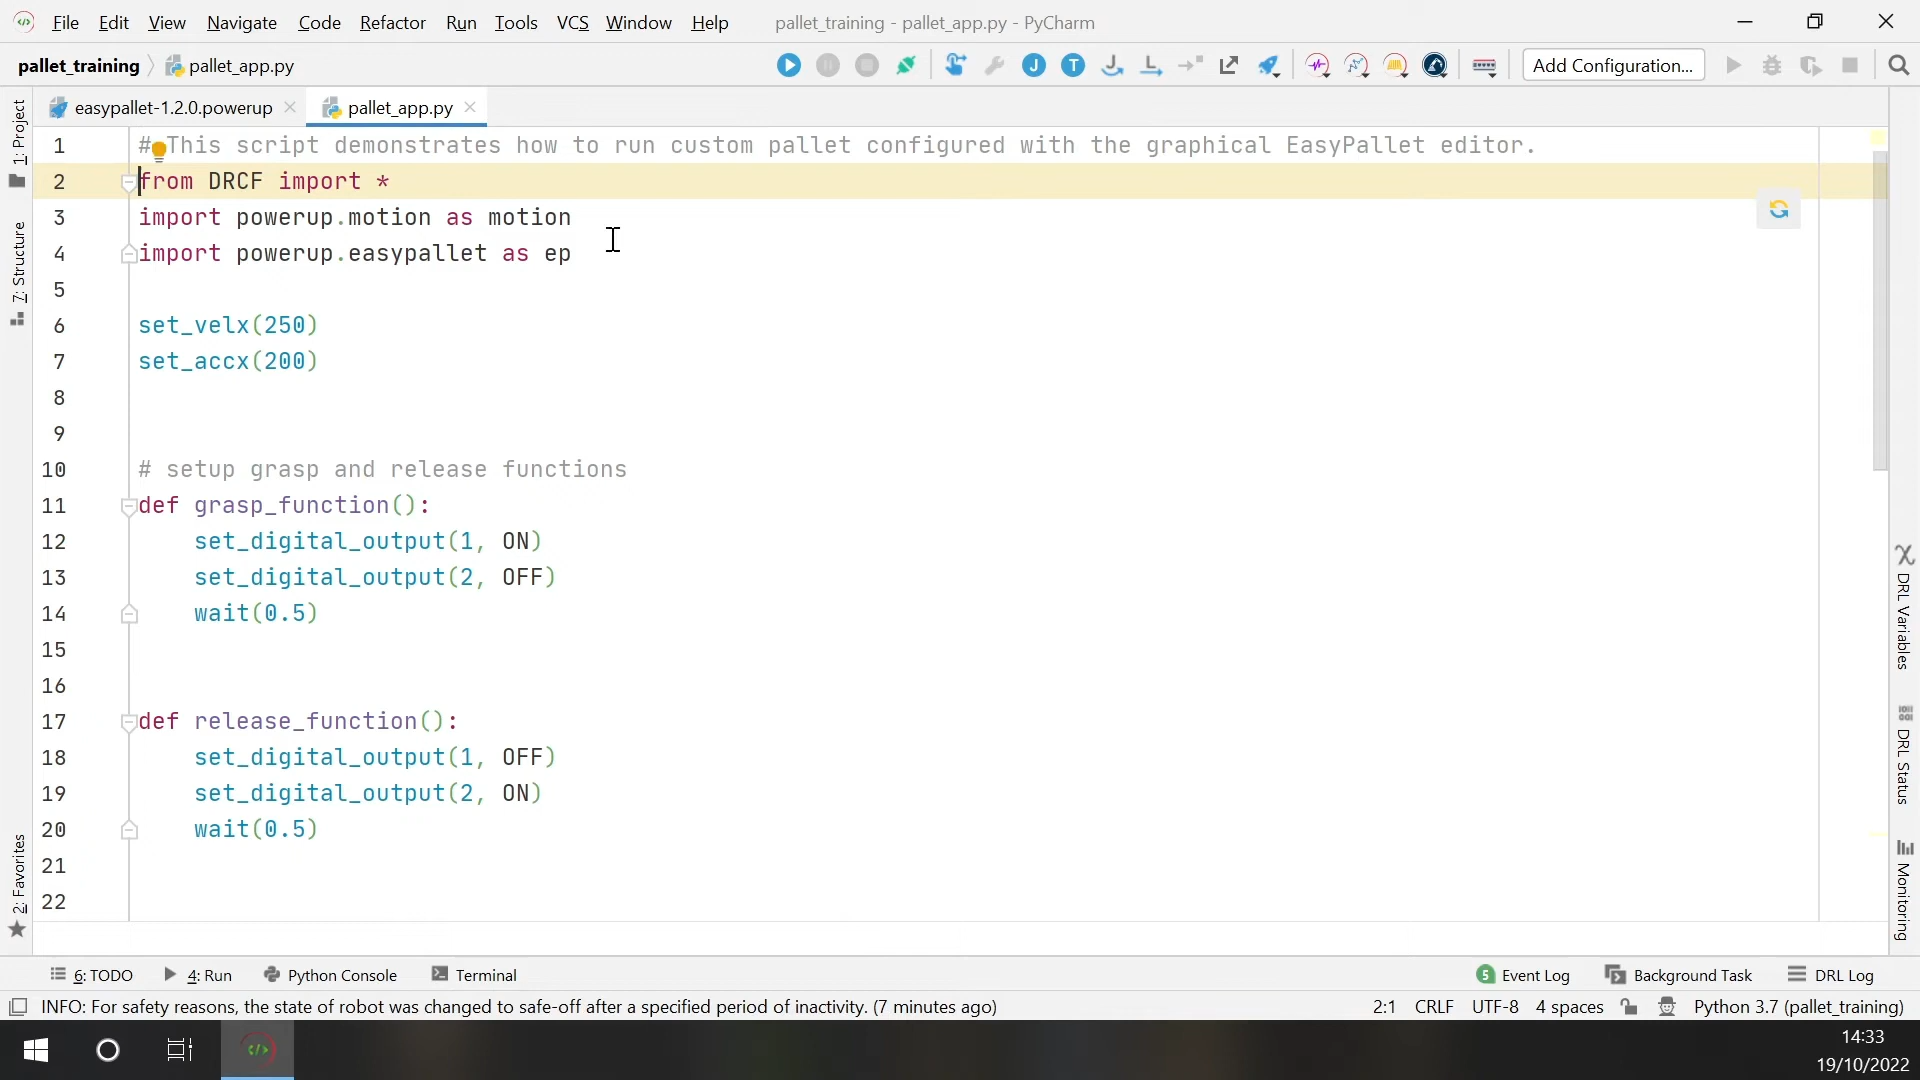 File Edit View Navigate Code Refactor Run Tools VCS Window Help pallet_training - pallet_app.py - PyCharm
pallet_training pallet_app.py J T Add Configuration...
easypallet-1.2.0.powerup pallet_app.py
1: Project
7: Structure
2: Favorites
1 # This script demonstrates how to run custom pallet configured with the graphical EasyPallet editor.
2 from DRCF import *
3 import powerup.motion as motion
4 import powerup.easypallet as ep
5
6 set_velx(250)
7 set_accx(200)
8
9
10 # setup grasp and release functions
11 def grasp_function():
12 set_digital_output(1, ON)
13 set_digital_output(2, OFF)
14 wait(0.5)
15
16
17 def release_function():
18 set_digital_output(1, OFF)
19 set_digital_output(2, ON)
20 wait(0.5)
21
22
DRL Variables
DRL Status
Monitoring
6: TODO 4: Run Python Console Terminal 5 Event Log Background Task DRL Log
INFO: For safety reasons, the state of robot was changed to safe-off after a specified period of inactivity. (7 minutes ago) 2:1 CRLF UTF-8 4 spaces Python 3.7 (pallet_training)
14:33
19/10/2022